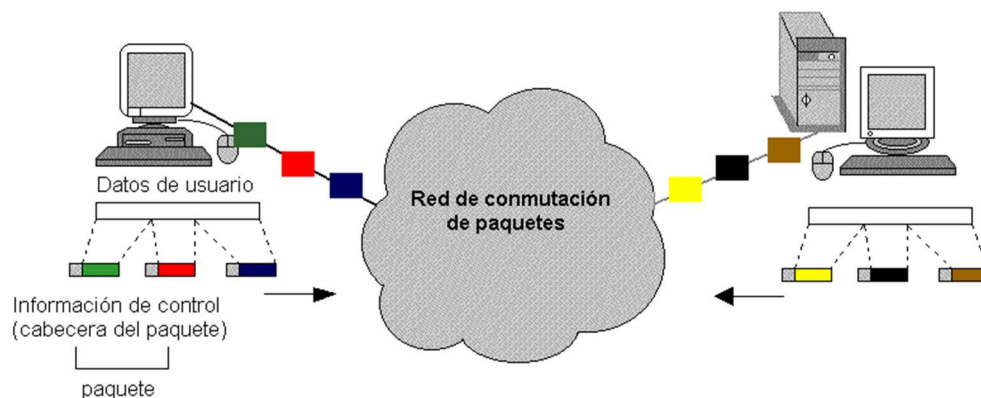 Datos de usuario
Red de conmutación
de paquetes
Información de control
(cabecera del paquete)
paquete